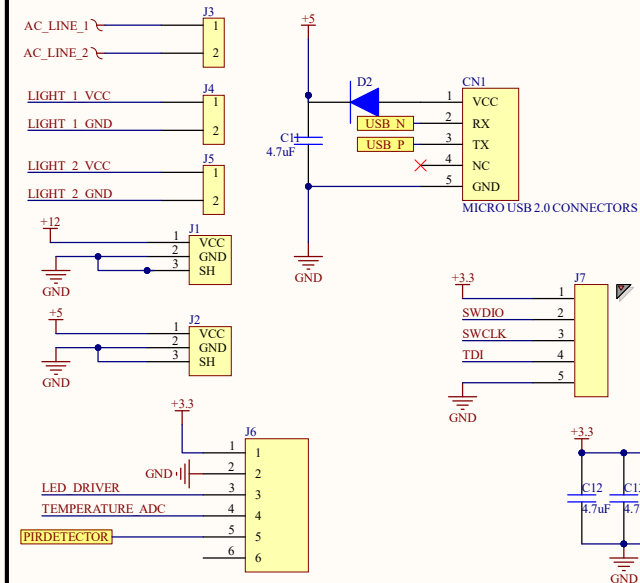 J3
AC_LINE_1 1
AC_LINE_2 2
J4
LIGHT_1_VCC 1
LIGHT_1_GND 2
J5
LIGHT_2_VCC 1
LIGHT_2_GND 2
+12
J1
1 VCC
2 GND
3 SH
GND
+5
J2
1 VCC
2 GND
3 SH
GND
+3.3
J6
1 1
GND 2 2
LED_DRIVER 3 3
TEMPERATURE_ADC 4 4
PIRDETECTOR 5 5
6 6
+5
D2
CN1
1 VCC
USB_N 2 RX
USB_P 3 TX
4 NC
5 GND
C11
4.7uF
MICRO USB 2.0 CONNECTORS
GND
+3.3
J7
1
SWDIO 2
SWCLK 3
TDI 4
5
GND
+3.3
C12
4.7uF
4.7
GND